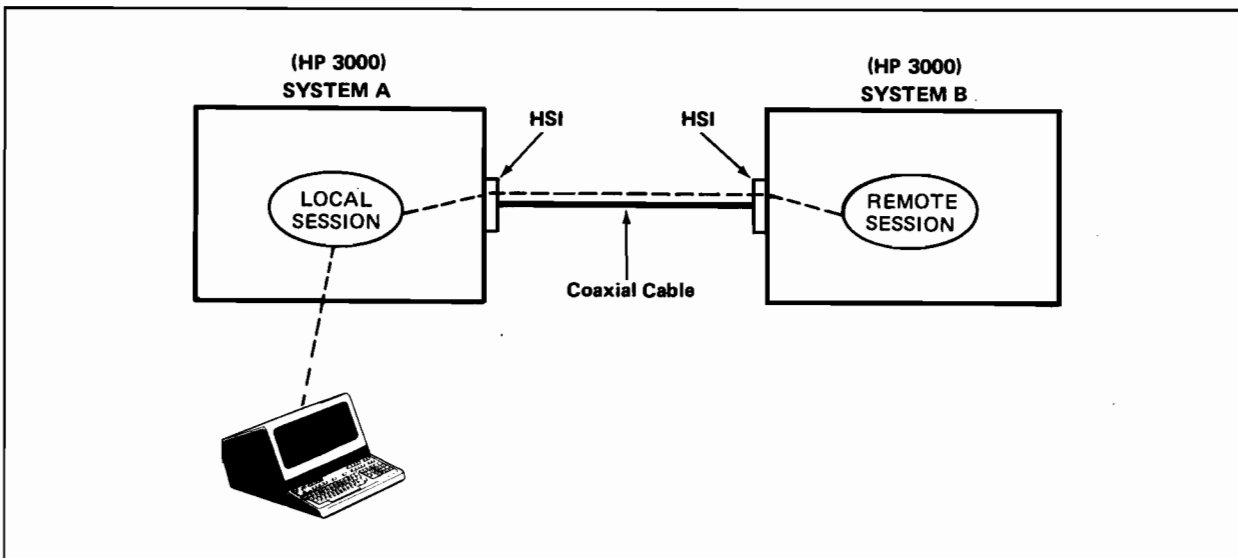 (HP 3000)
SYSTEM A
(HP 3000)
SYSTEM B
HSI
HSI
LOCAL
SESSION
REMOTE
SESSION
Coaxial Cable